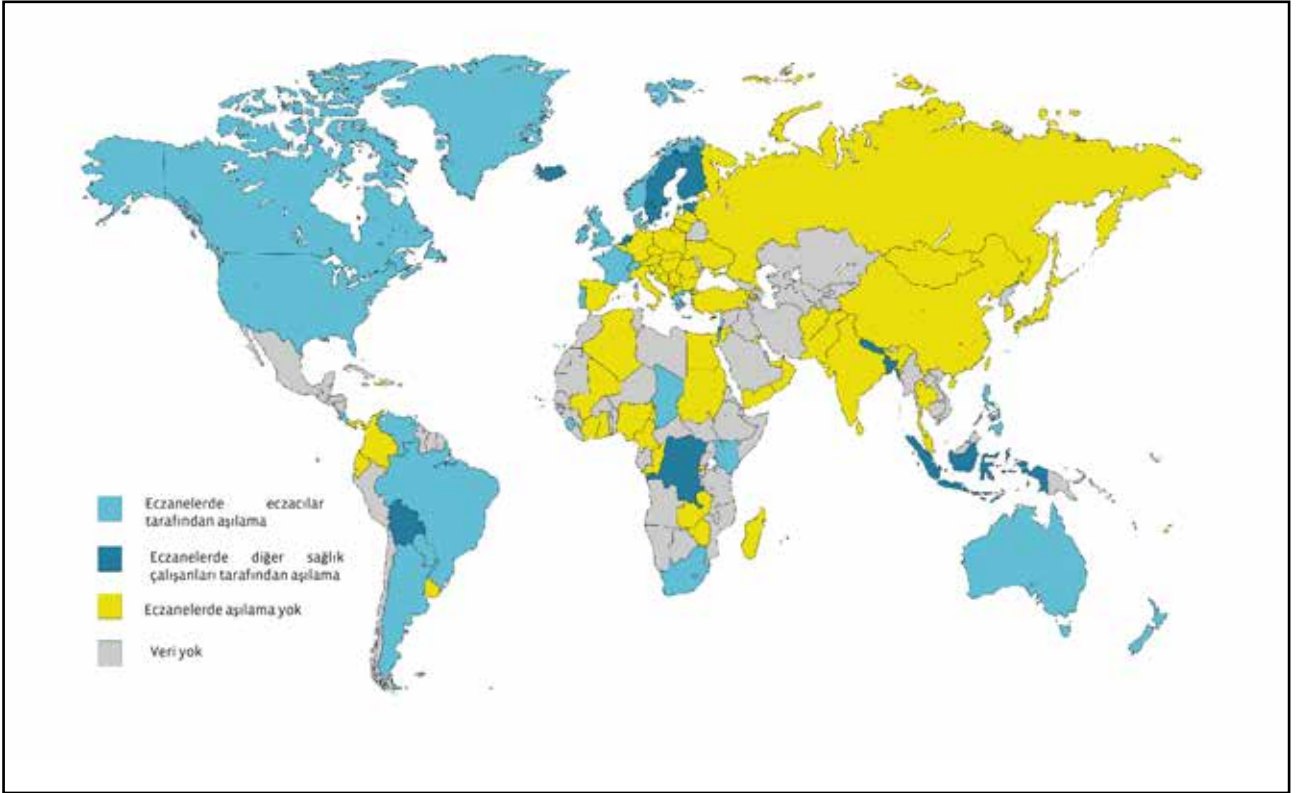 Eczanelerde eczacılar
tarafından aşılama
Eczanelerde diğer sağlık
çalışanları tarafından aşılama
Eczanelerde aşılama yok
Veri yok